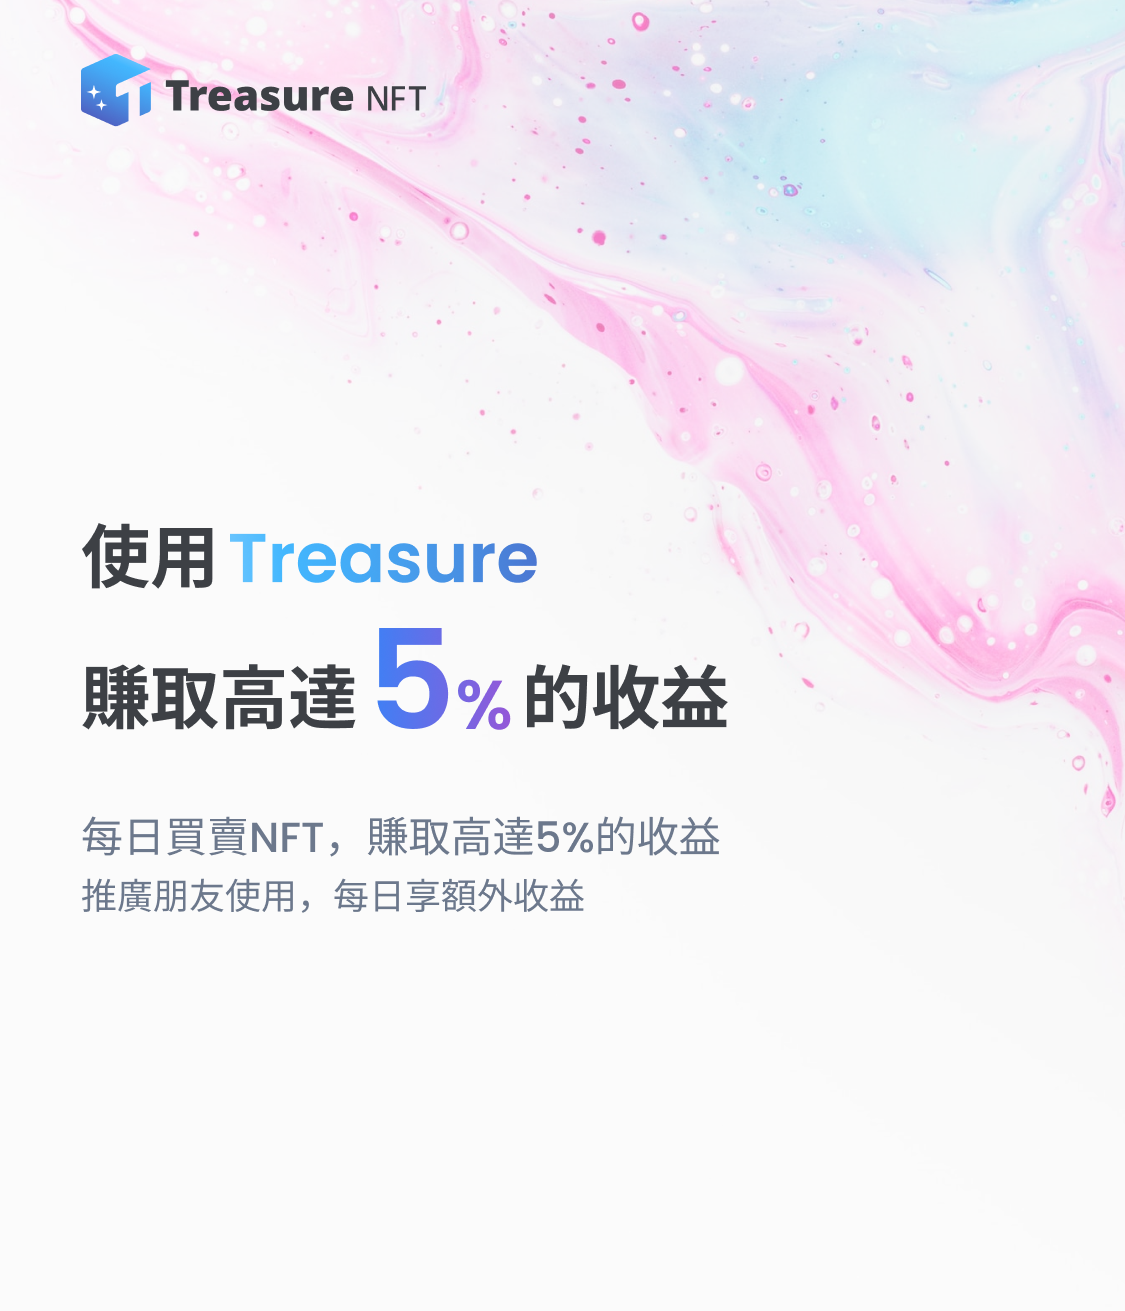 Treasure NFT
使用 Treasure
賺取高達 5% 的收益
每日買賣NFT，賺取高達5%的收益
推廣朋友使用，每日享額外收益